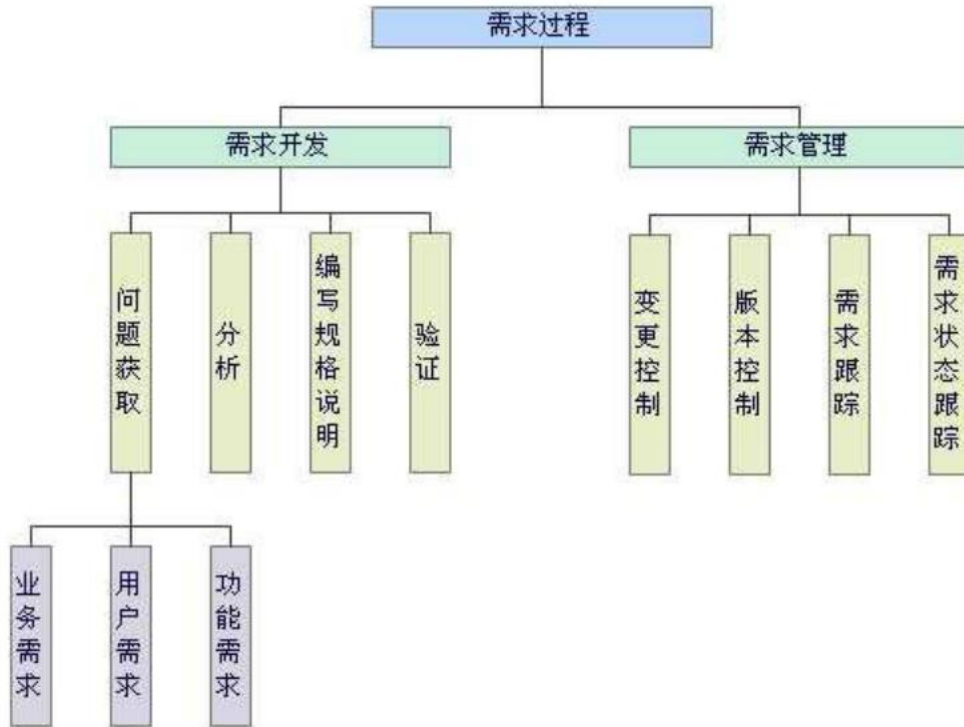 需求过程
需求开发
需求管理
问题获取
分析
编写规格说明
验证
变更控制
版本控制
需求跟踪
需求状态跟踪
业务需求
用户需求
功能需求